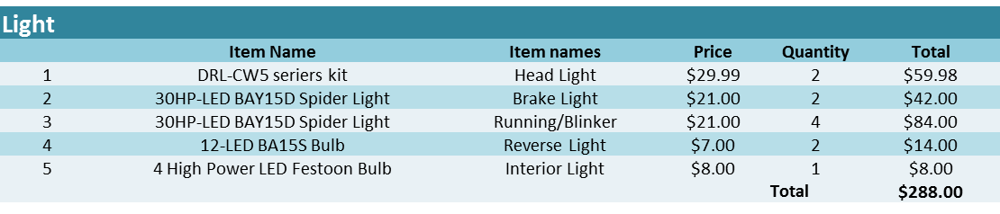 Light
Item Name Item names Price Quantity Total
1 DRL-CW5 seriers kit Head Light $29.99 2 $59.98
2 30HP-LED BAY15D Spider Light Brake Light $21.00 2 $42.00
3 30HP-LED BAY15D Spider Light Running/Blinker $21.00 4 $84.00
4 12-LED BA15S Bulb Reverse Light $7.00 2 $14.00
5 4 High Power LED Festoon Bulb Interior Light $8.00 1 $8.00
Total $288.00